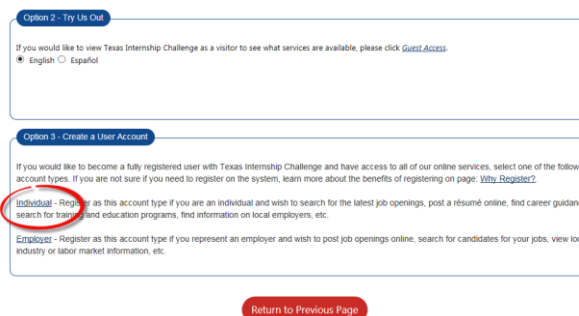 Option 2 - Try Us Out
If you would like to view Texas Internship Challenge as a visitor to see what services are available, please click Guest Access.
English Español
Option 3 - Create a User Account
If you would like to become a fully registered user with Texas Internship Challenge and have access to all of our online services, select one of the follow
account types. If you are not sure if you need to register on the system, learn more about the benefits of registering on page: Why Register?.
Individual - Register as this account type if you are an individual and wish to search for the latest job openings, post a résumé online, find career guidanc
search for training and education programs, find information on local employers, etc.
Employer - Register as this account type if you represent an employer and wish to post job openings online, search for candidates for your jobs, view loc
industry or labor market information, etc.
Return to Previous Page